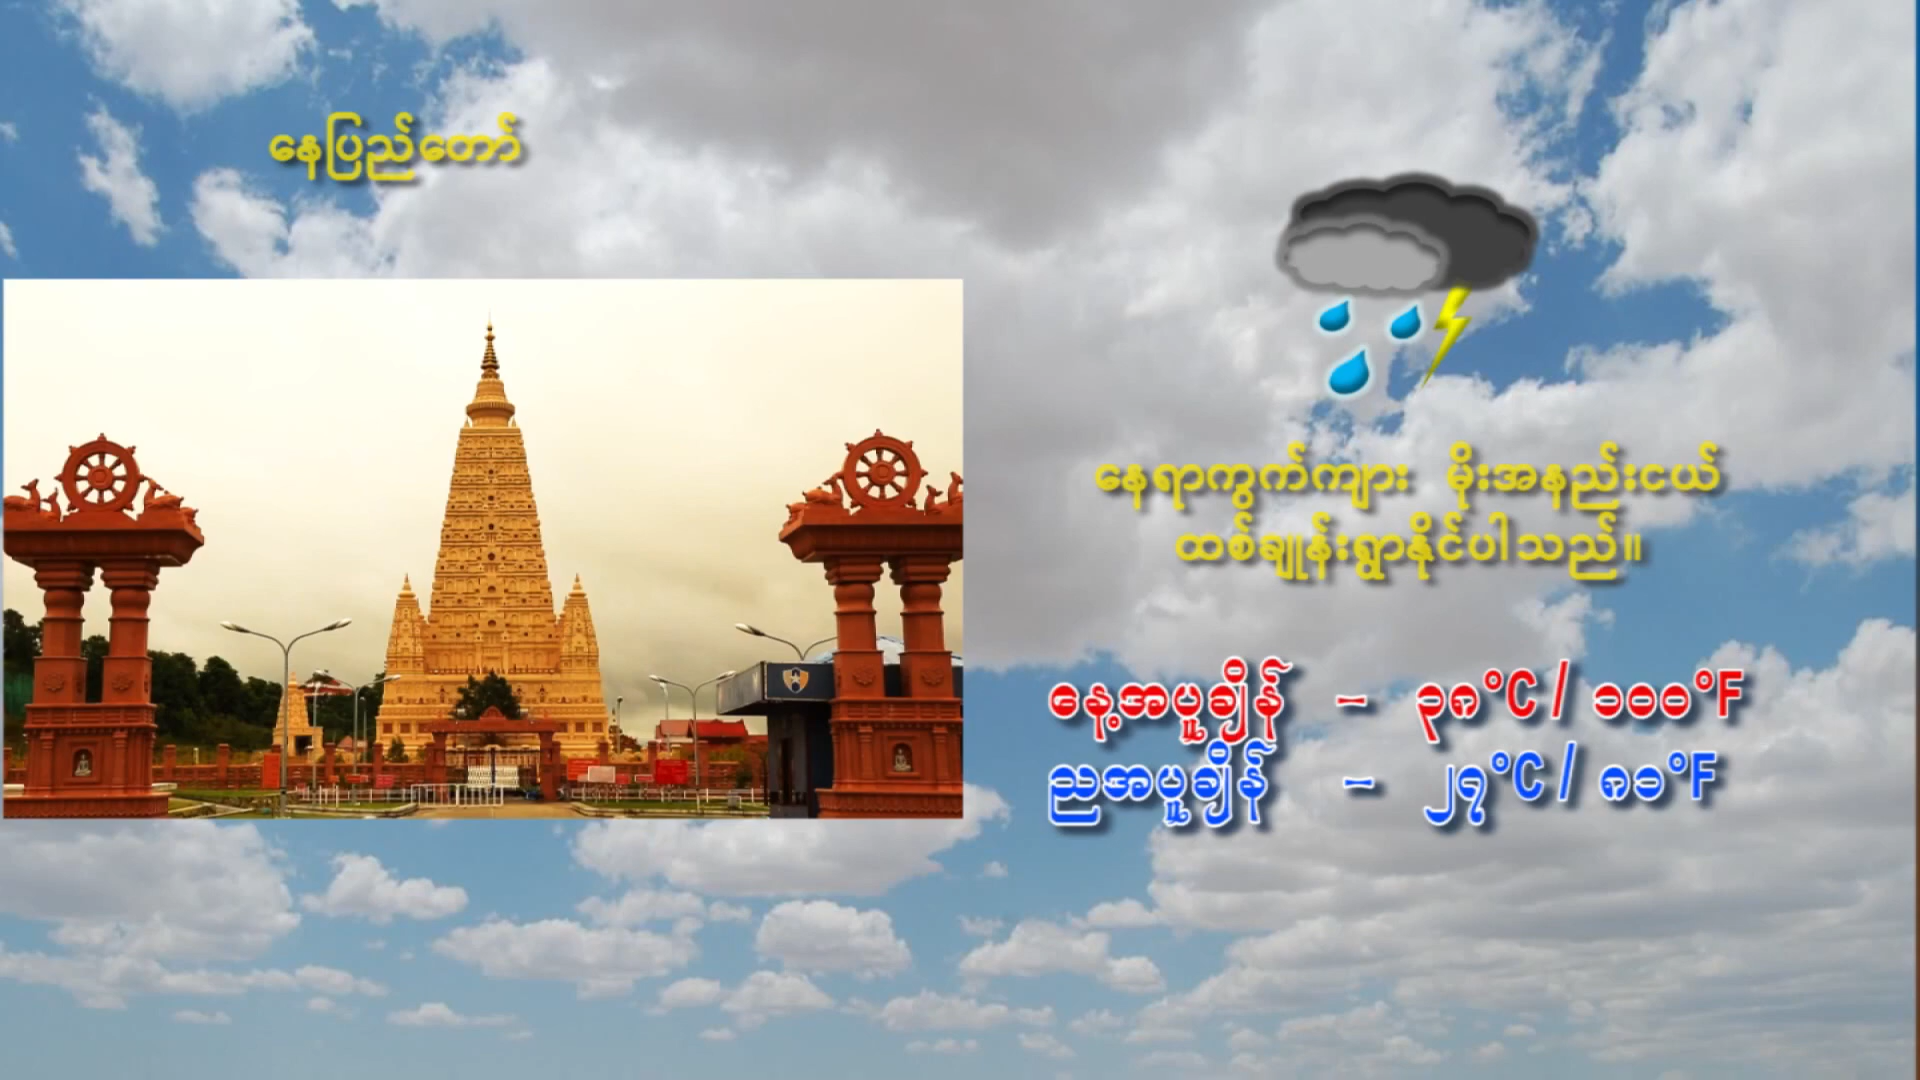 နေပြည်တော်
နေရာကွက်ကျား မိုးအနည်းငယ်
ထစ်ချုန်းရွာနိုင်ပါသည်။
နေ့အပူချိန် - ၃၈°C / ၁၀၀°F
ညအပူချိန် - ၂၇°C / ၈၁°F